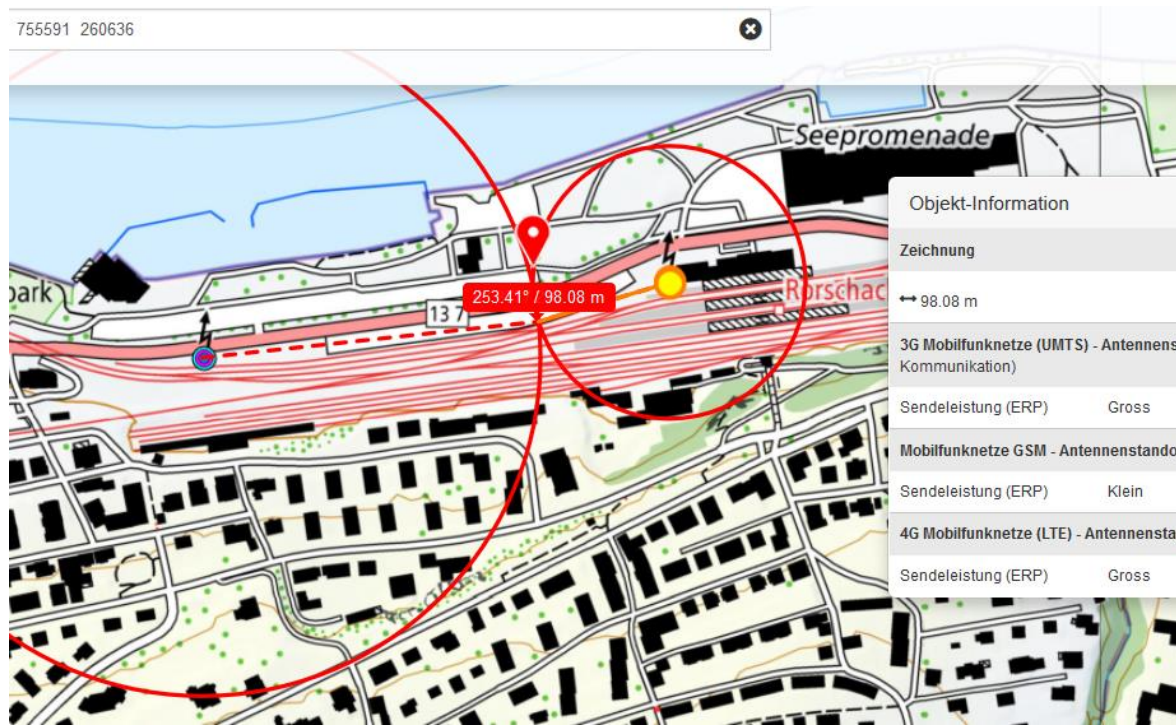 755591 260636
Seepromenade
park
Rorschac
13 7
253.41° / 98.08 m
Objekt-Information
Zeichnung
98.08 m
3G Mobilfunknetze (UMTS) - Antennens
Kommunikation)
Sendeleistung (ERP) Gross
Mobilfunknetze GSM - Antennenstando
Sendeleistung (ERP) Klein
4G Mobilfunknetze (LTE) - Antennensta
Sendeleistung (ERP) Gross